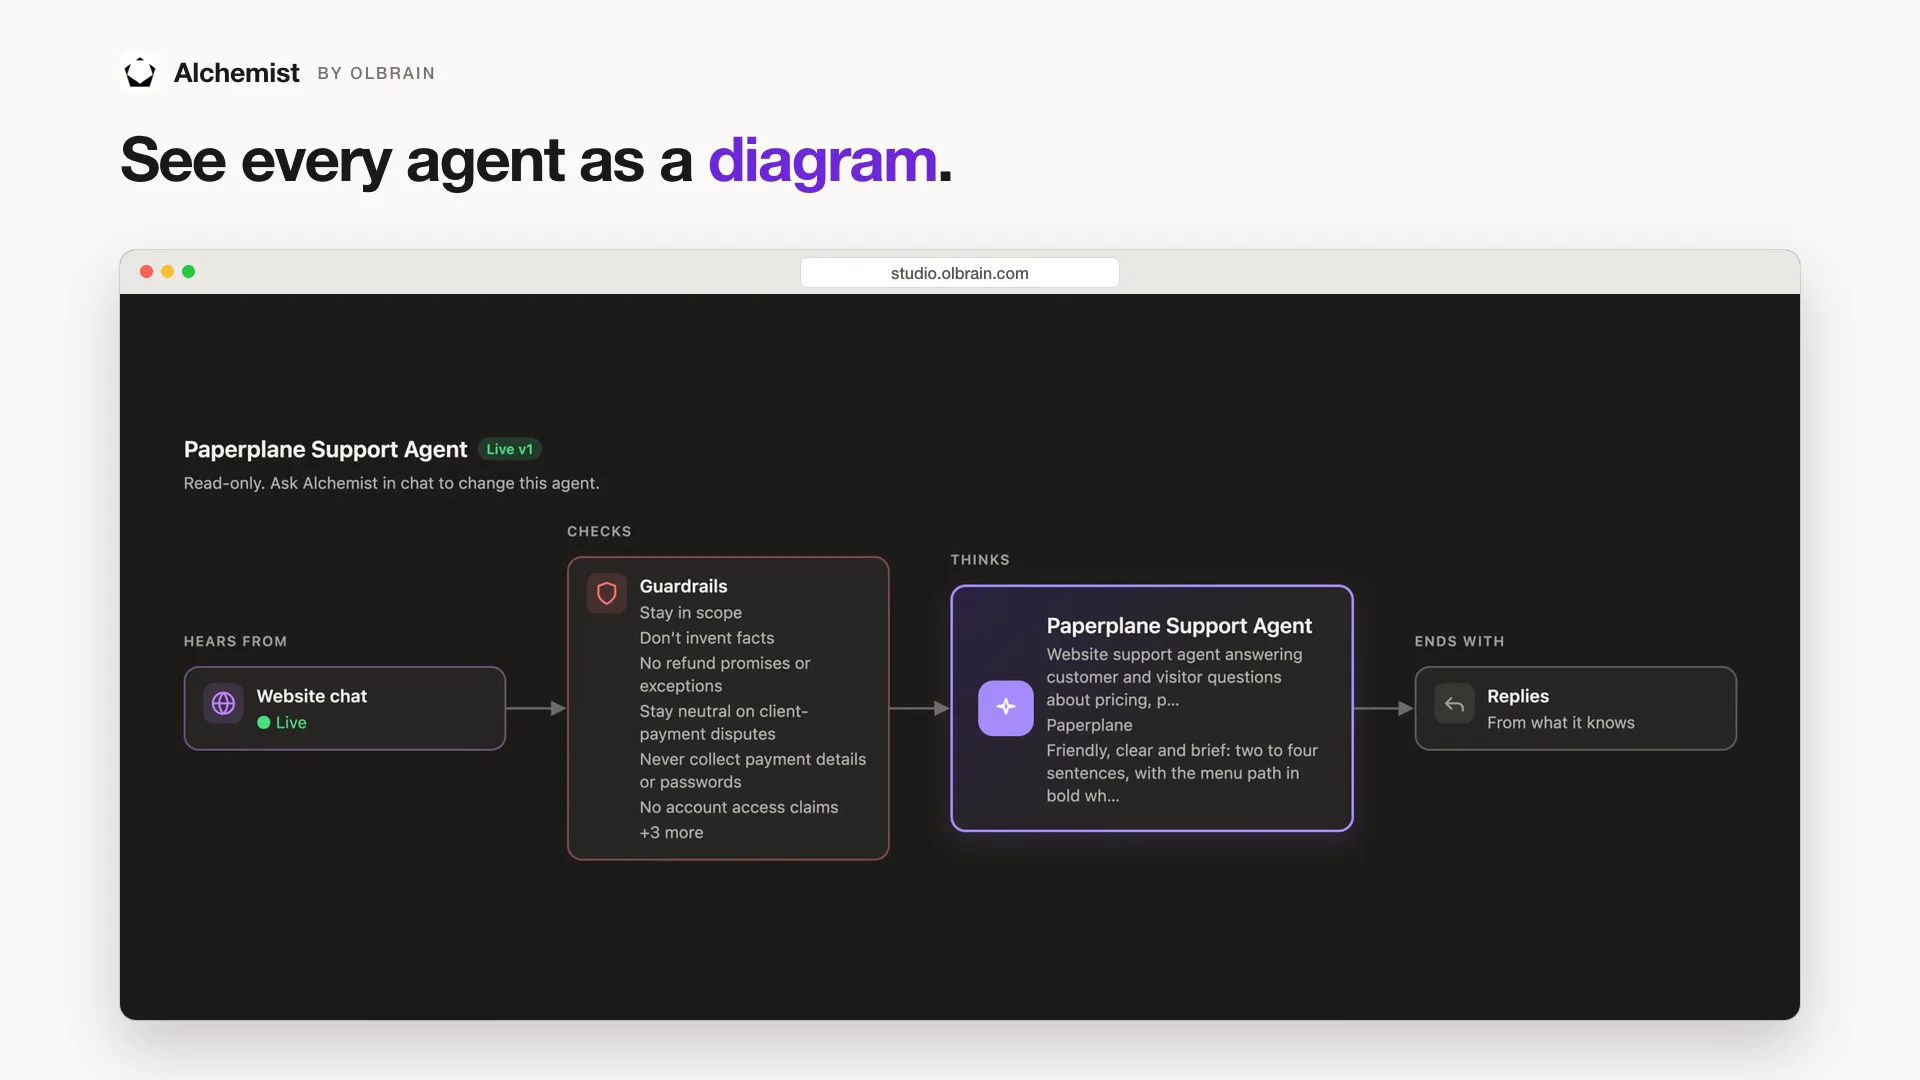 Alchemist BY OLBRAIN
See every agent as a diagram.
studio.olbrain.com
Paperplane Support Agent Live v1
Read-only. Ask Alchemist in chat to change this agent.
HEARS FROM
Website chat
Live
CHECKS
Guardrails
Stay in scope
Don't invent facts
No refund promises or
exceptions
Stay neutral on client-
payment disputes
Never collect payment details
or passwords
No account access claims
+3 more
THINKS
Paperplane Support Agent
Website support agent answering
customer and visitor questions
about pricing, p...
Paperplane
Friendly, clear and brief: two to four
sentences, with the menu path in
bold wh...
ENDS WITH
Replies
From what it knows